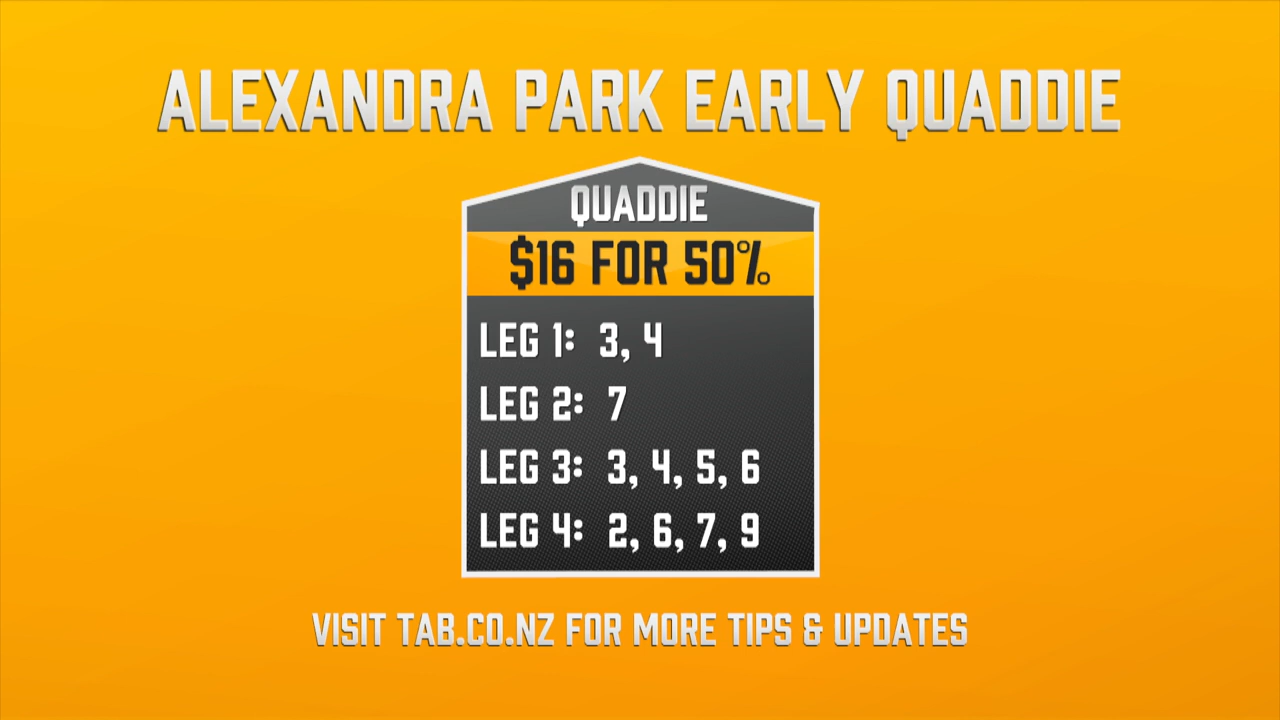 ALEXANDRA PARK EARLY QUADDIE
QUADDIE
$16 FOR 50%
LEG 1: 3, 4
LEG 2: 7
LEG 3: 3, 4, 5, 6
LEG 4: 2, 6, 7, 9
VISIT TAB.CO.NZ FOR MORE TIPS & UPDATES